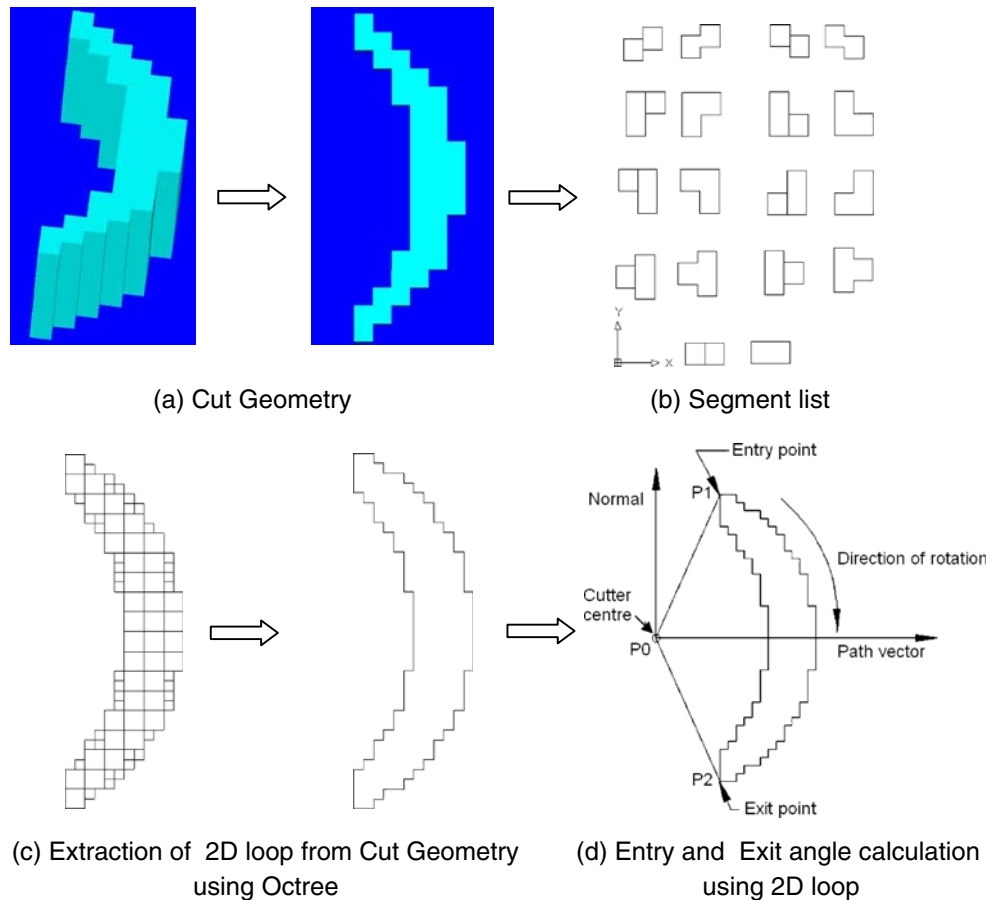 Y
X
(a) Cut Geometry
(b) Segment list
Entry point
P1
Normal
Direction of rotation
Cutter
centre
P0
Path vector
P2
Exit point
(c) Extraction of 2D loop from Cut Geometry
using Octree
(d) Entry and Exit angle calculation
using 2D loop